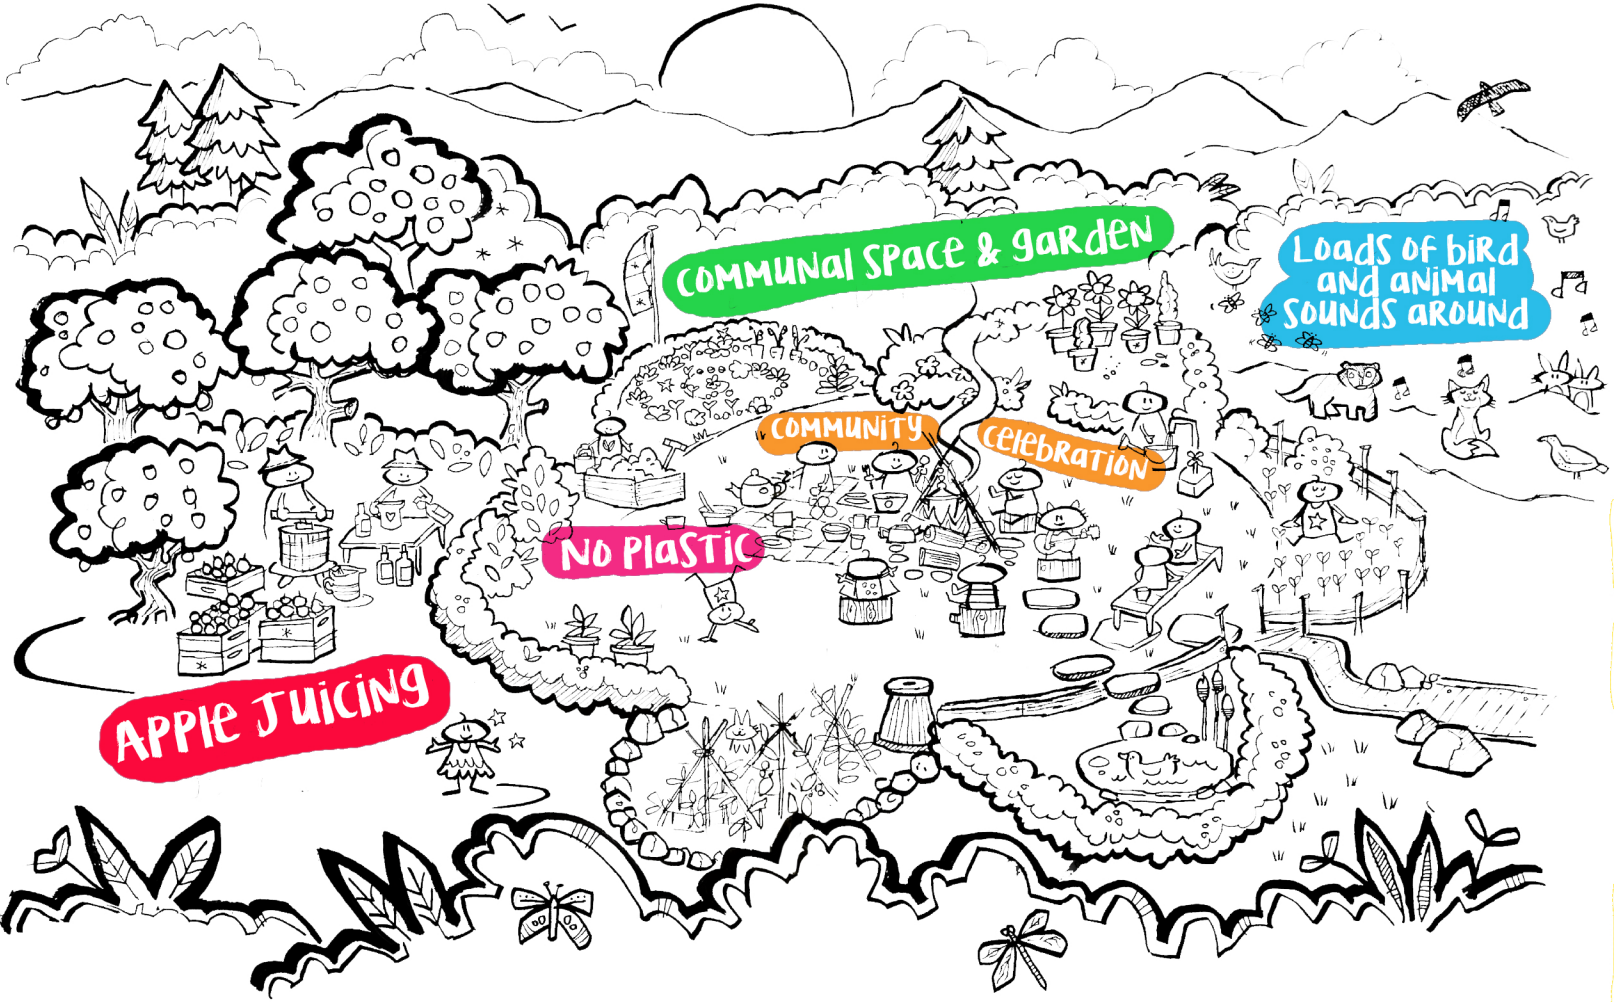 COMMUNAL SPACE & GARDEN
LOADS OF BIRD
AND ANIMAL
SOUNDS AROUND
COMMUNITY
CELEBRATION
NO PLASTIC
APPLE JUICING